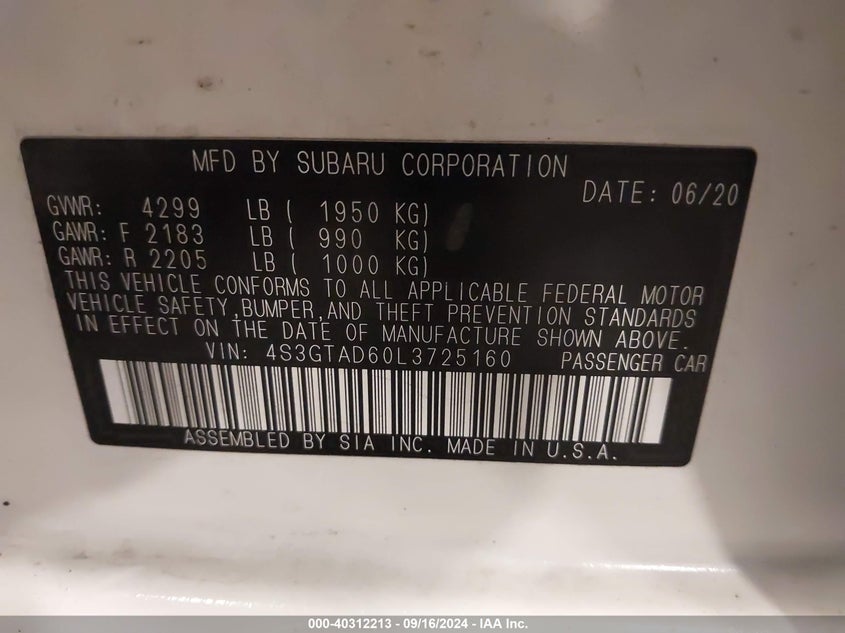 MFD BY SUBARU CORPORATION
DATE: 06/20
GVWR: 4299 LB ( 1950 KG)
GAWR: F 2183 LB ( 990 KG)
GAWR: R 2205 LB ( 1000 KG)
THIS VEHICLE CONFORMS TO ALL APPLICABLE FEDERAL MOTOR
VEHICLE SAFETY,BUMPER,AND THEFT PREVENTION STANDARDS
IN EFFECT ON THE DATE OF MANUFACTURE SHOWN ABOVE.
VIN: 4S3GTAD60L3725160 PASSENGER CAR
ASSEMBLED BY SIA INC. MADE IN U.S.A.
000-40312213 - 09/16/2024 - IAA Inc.